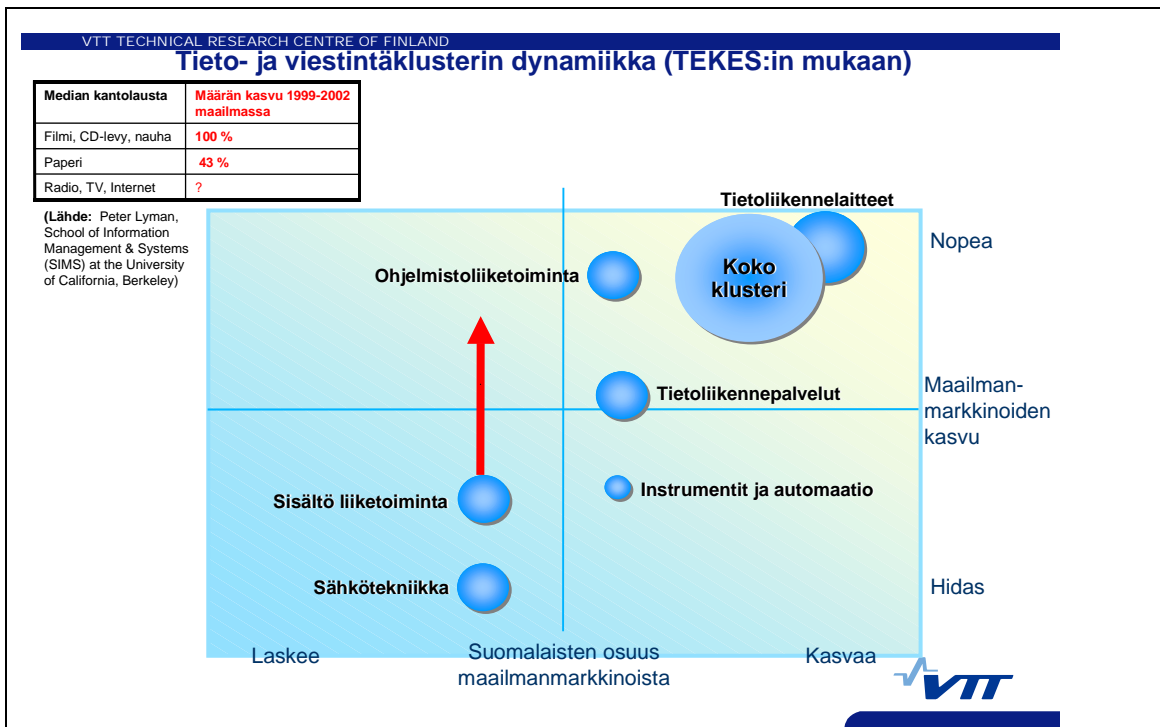 VTT TECHNICAL RESEARCH CENTRE OF FINLAND
Tieto- ja viestintäklusterin dynamiikka (TEKES:in mukaan)
Median kantolausta
Määrän kasvu 1999-2002
maailmassa
Filmi, CD-levy, nauha
100 %
Paperi
43 %
Radio, TV, Internet
?
(Lähde: Peter Lyman,
School of Information
Management & Systems
(SIMS) at the University
of California, Berkeley)
Tietoliikennelaitteet
Nopea
Ohjelmistoliiketoiminta
Koko
klusteri
Tietoliikennepalvelut
Maailman-
markkinoiden
kasvu
Sisältö liiketoiminta
Instrumentit ja automaatio
Sähkötekniikka
Hidas
Laskee
Suomalaisten osuus
maailmanmarkkinoista
Kasvaa
VTT